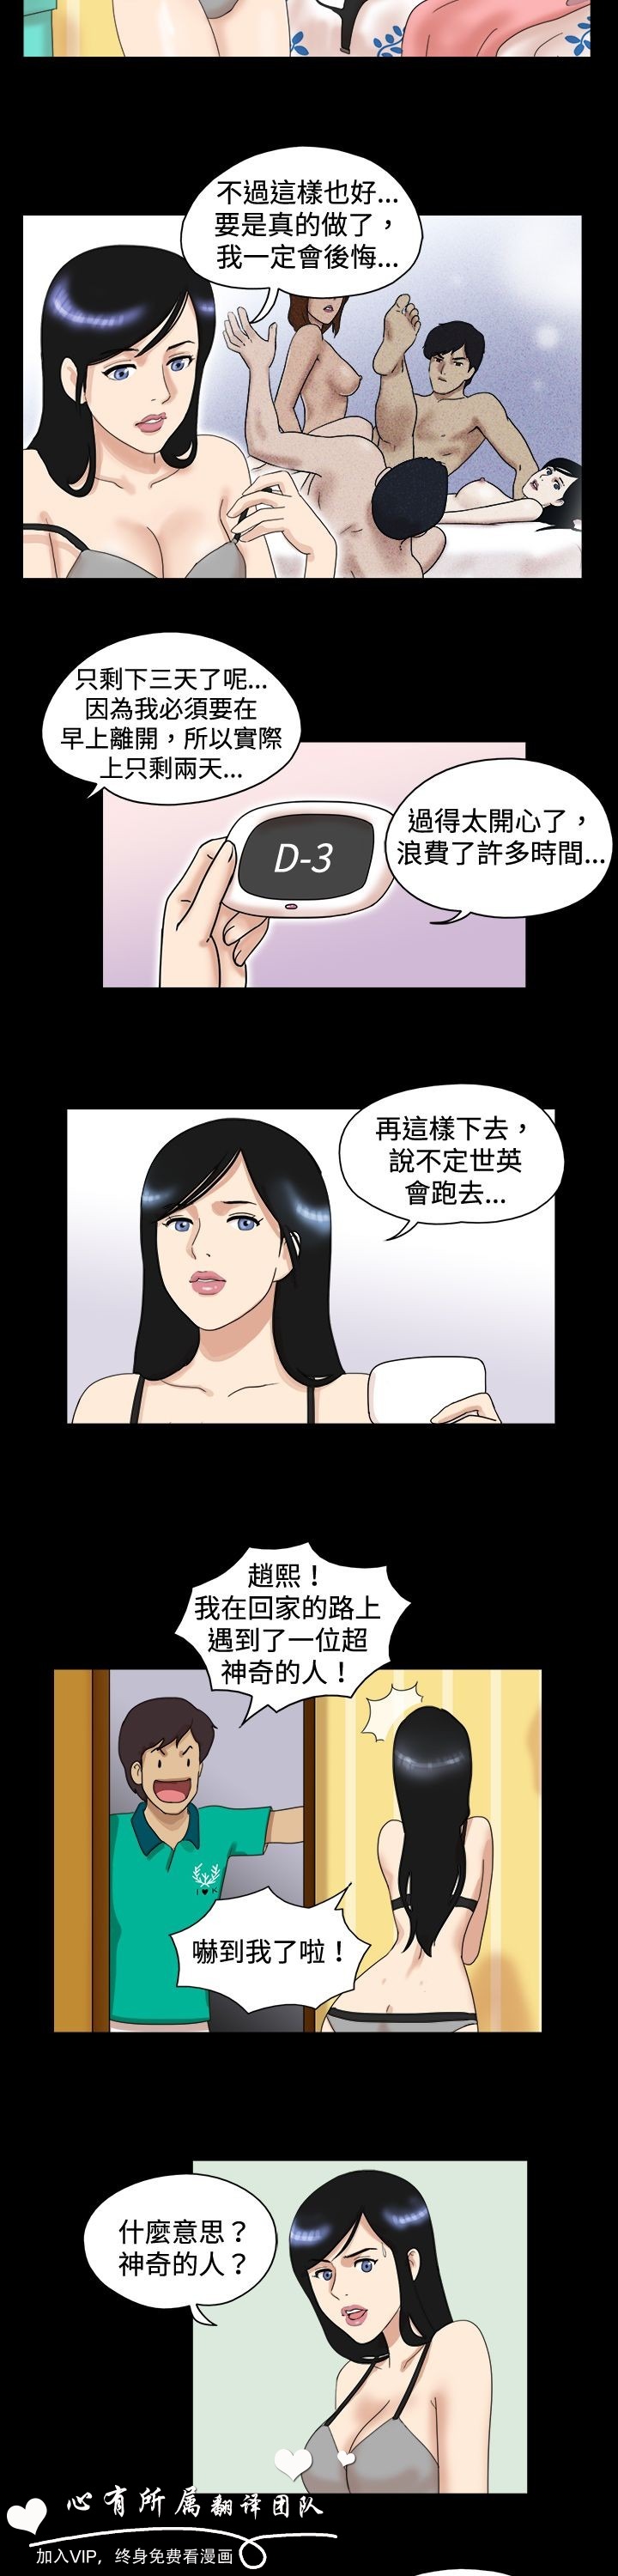 不過這樣也好...
要是真的做了，
我一定會後悔...
只剩下三天了呢...
因為我必須要在
早上離開，所以實際
上只剩兩天...
D-3
過得太開心了，
浪費了許多時間...
再這樣下去，
說不定世英
會跑去...
趙熙！
我在回家的路上
遇到了一位超
神奇的人！
I♥K
嚇到我了啦！
什麼意思？
神奇的人？
心有所属翻译团队
加入VIP，终身免费看漫画